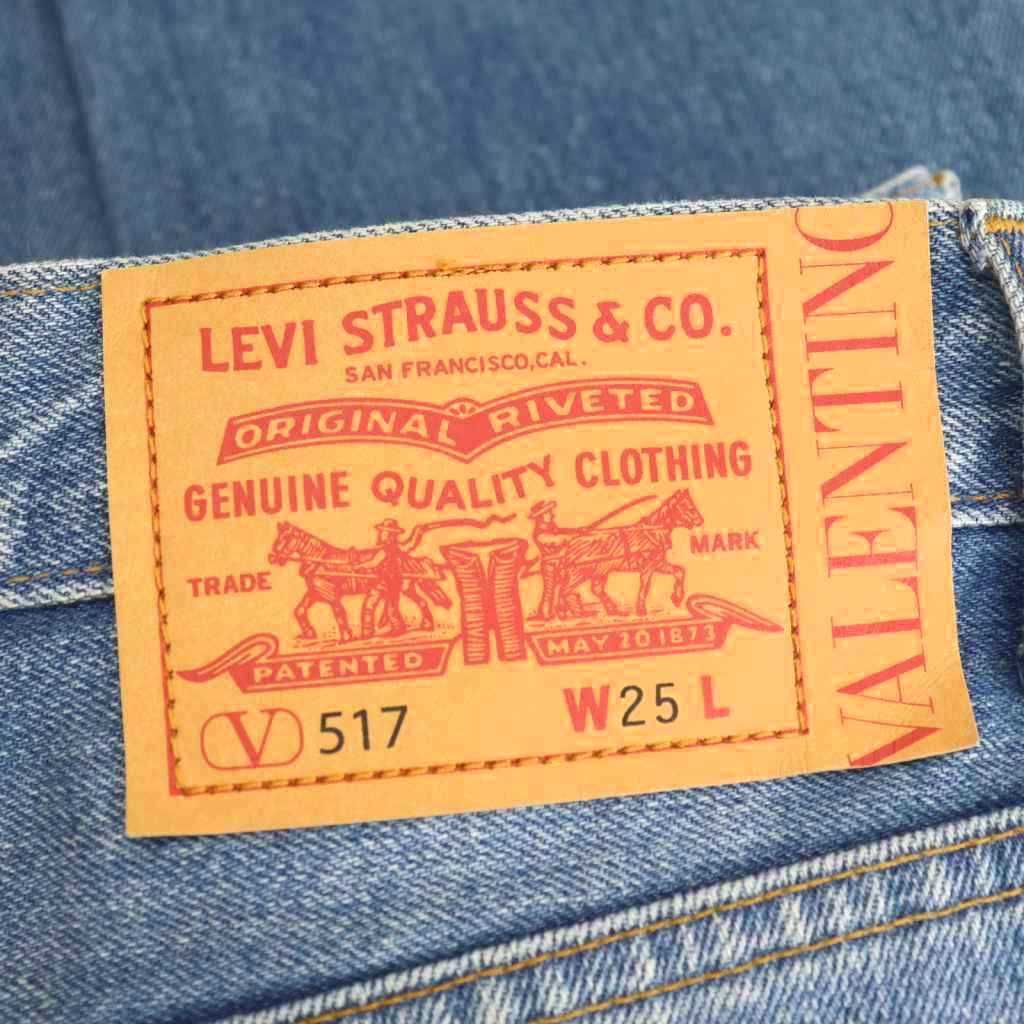 LEVI STRAUSS & CO.
SAN FRANCISCO, CAL.
ORIGINAL RIVETED
GENUINE QUALITY CLOTHING
TRADE MARK
PATENTED MAY 20 1873
V 517 W 25 L
VALENTINO